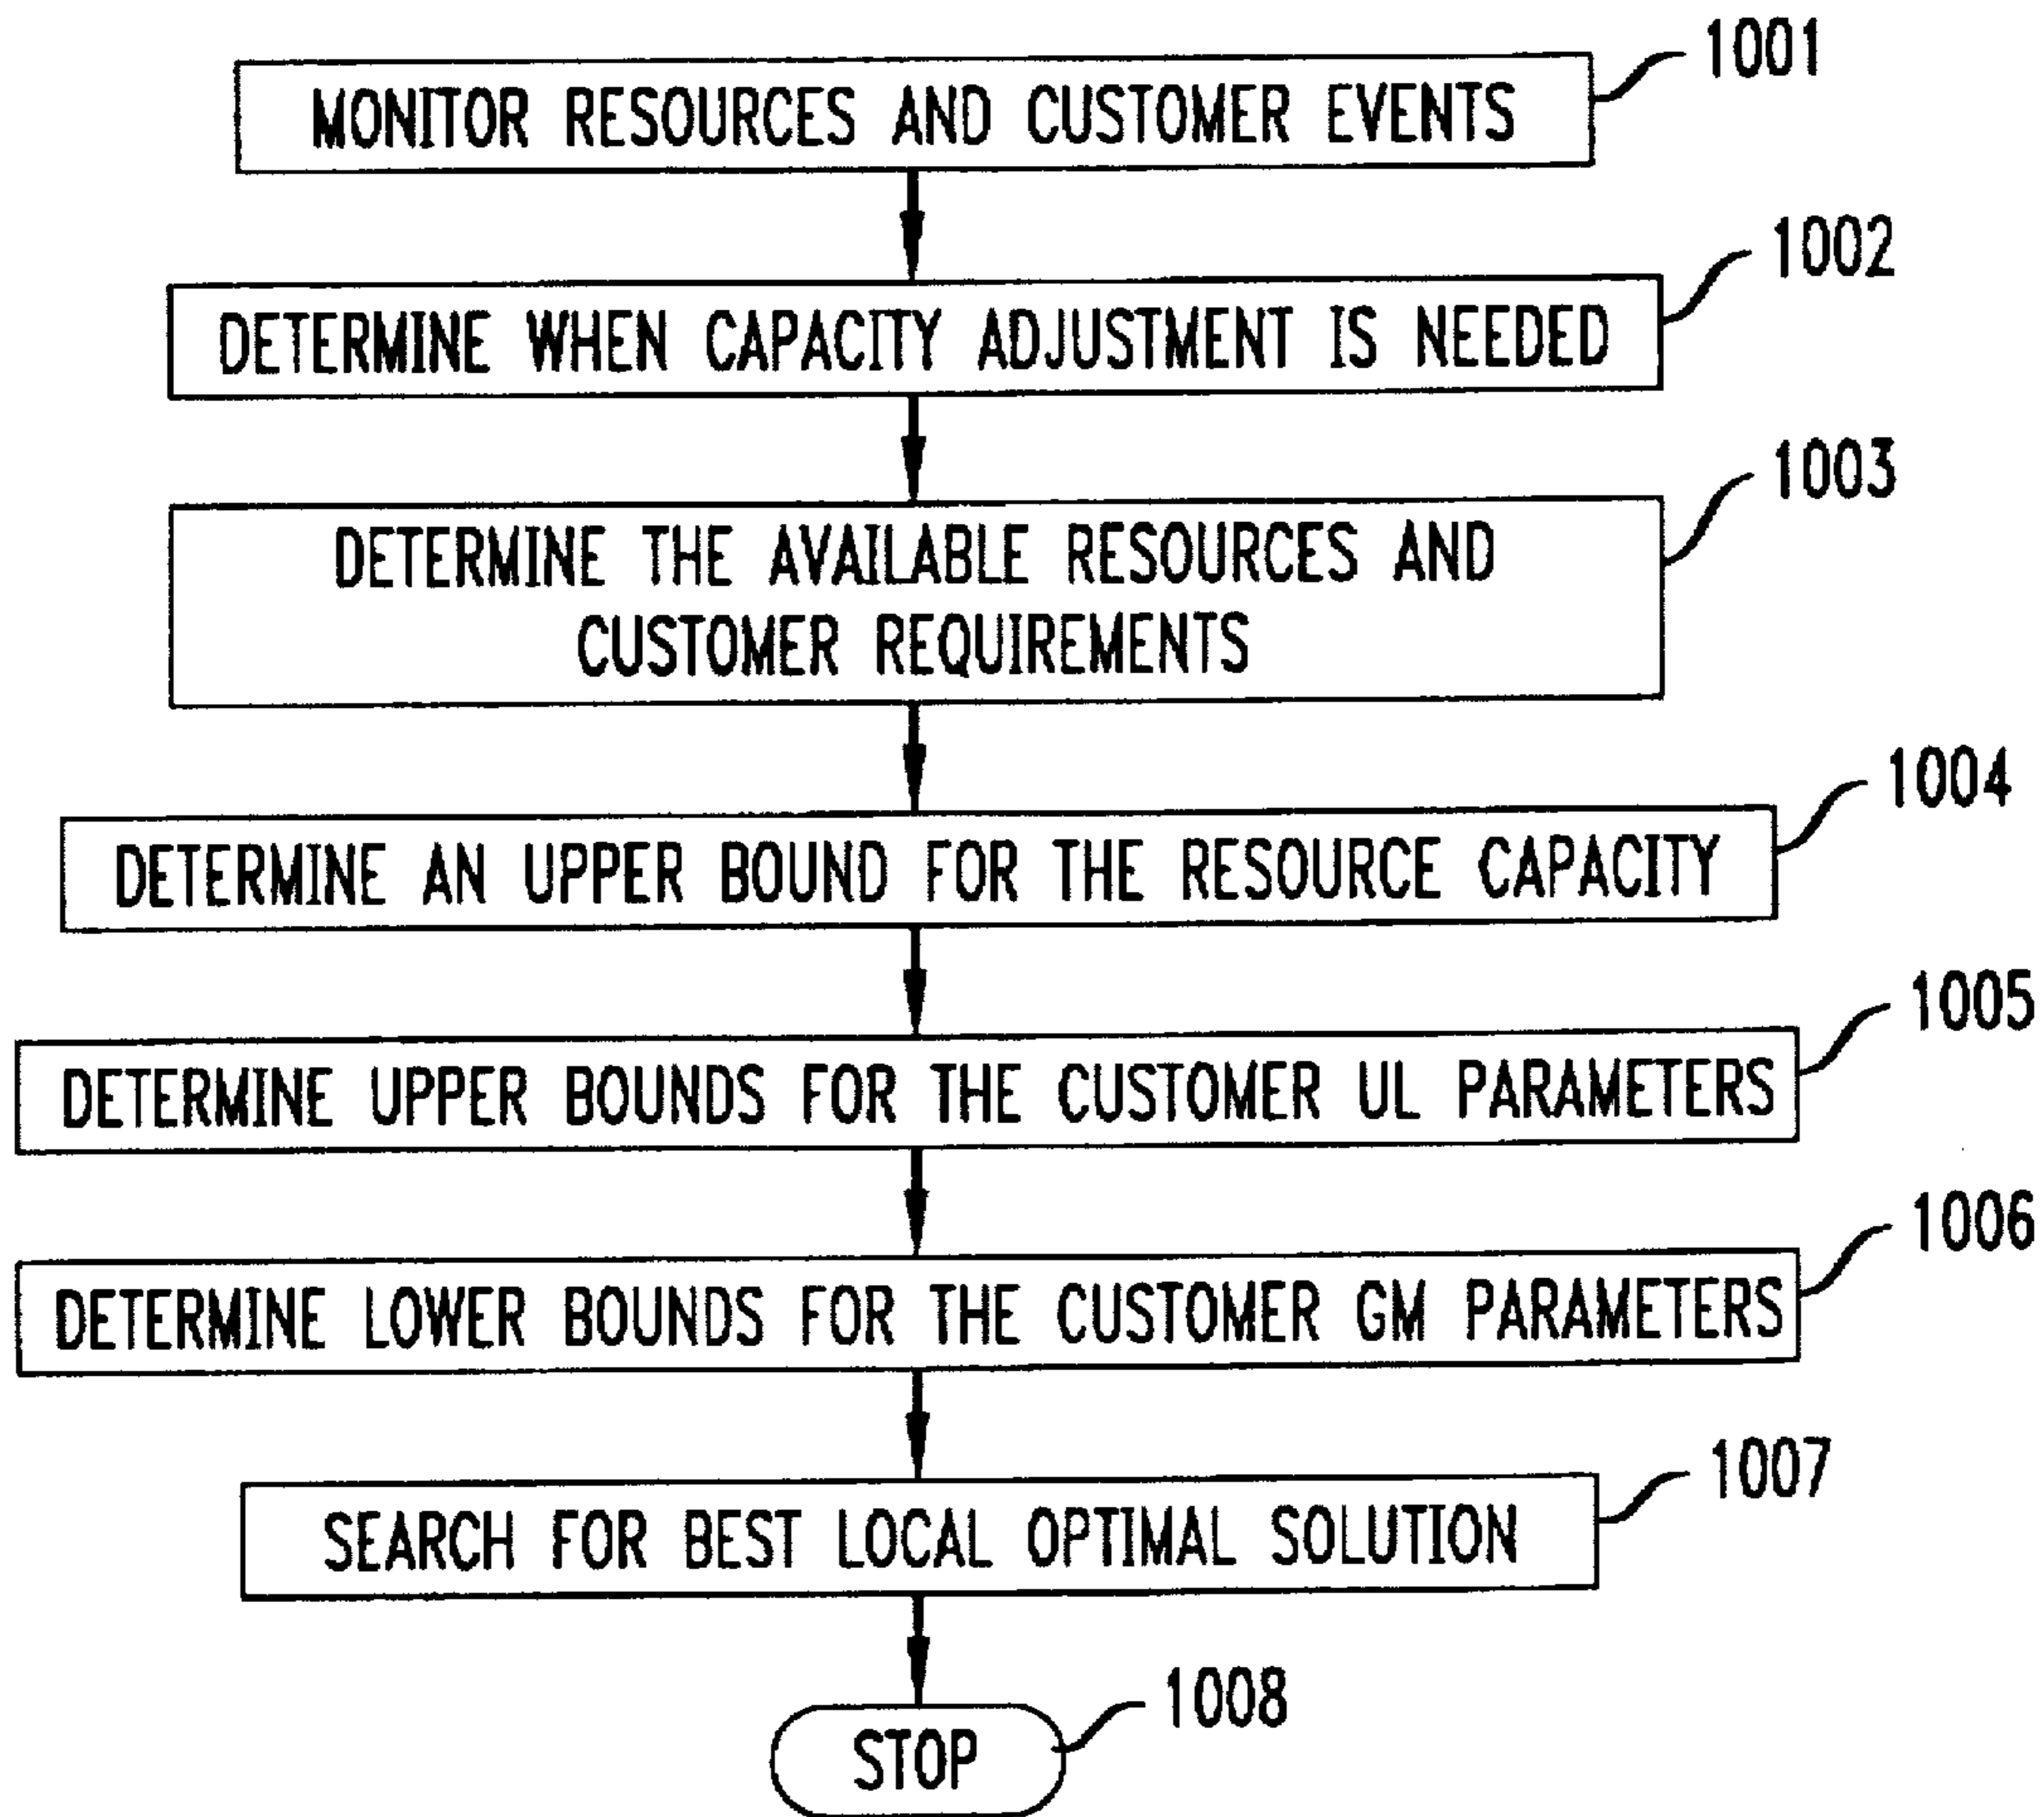 1001
MONITOR RESOURCES AND CUSTOMER EVENTS
1002
DETERMINE WHEN CAPACITY ADJUSTMENT IS NEEDED
1003
DETERMINE THE AVAILABLE RESOURCES AND
CUSTOMER REQUIREMENTS
1004
DETERMINE AN UPPER BOUND FOR THE RESOURCE CAPACITY
1005
DETERMINE UPPER BOUNDS FOR THE CUSTOMER UL PARAMETERS
1006
DETERMINE LOWER BOUNDS FOR THE CUSTOMER GM PARAMETERS
1007
SEARCH FOR BEST LOCAL OPTIMAL SOLUTION
1008
STOP